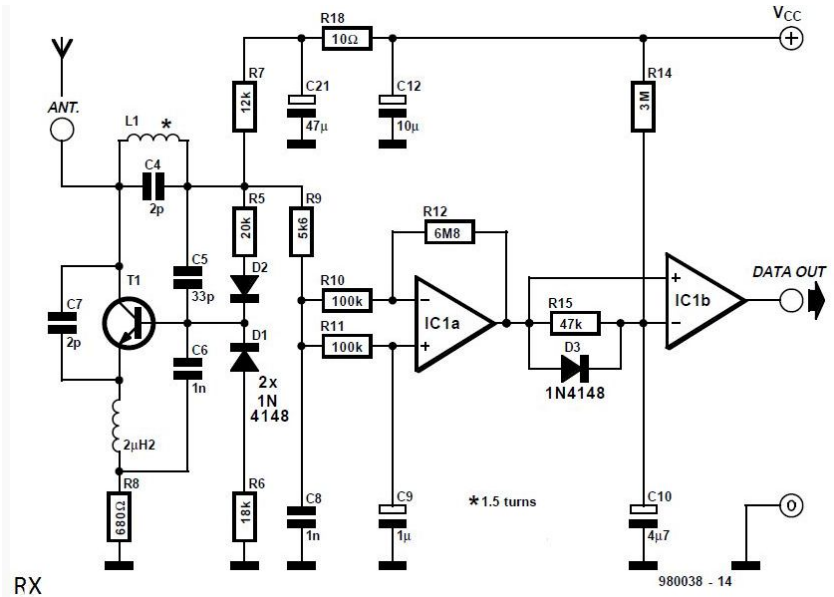 VCC
R18
10Ω
R7
12k
C21
47µ
C12
10µ
R14
3M
ANT.
L1
*
C4
2p
R5
20k
R9
5k6
R12
6M8
C5
33p
D2
T1
C7
2p
R10
100k
R11
100k
IC1a
R15
47k
D3
1N4148
IC1b
DATA OUT
C6
1n
D1
2x
1N
4148
2µH2
R8
680Ω
R6
18k
C8
1n
C9
1µ
* 1.5 turns
C10
4µ7
0
980038 - 14
RX